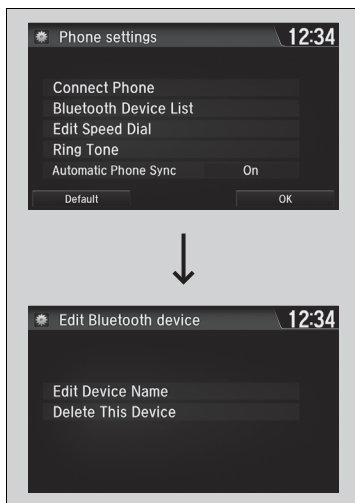 Phone settings 12:34
Connect Phone
Bluetooth Device List
Edit Speed Dial
Ring Tone
Automatic Phone Sync On
Default OK
Edit Bluetooth device 12:34
Edit Device Name
Delete This Device